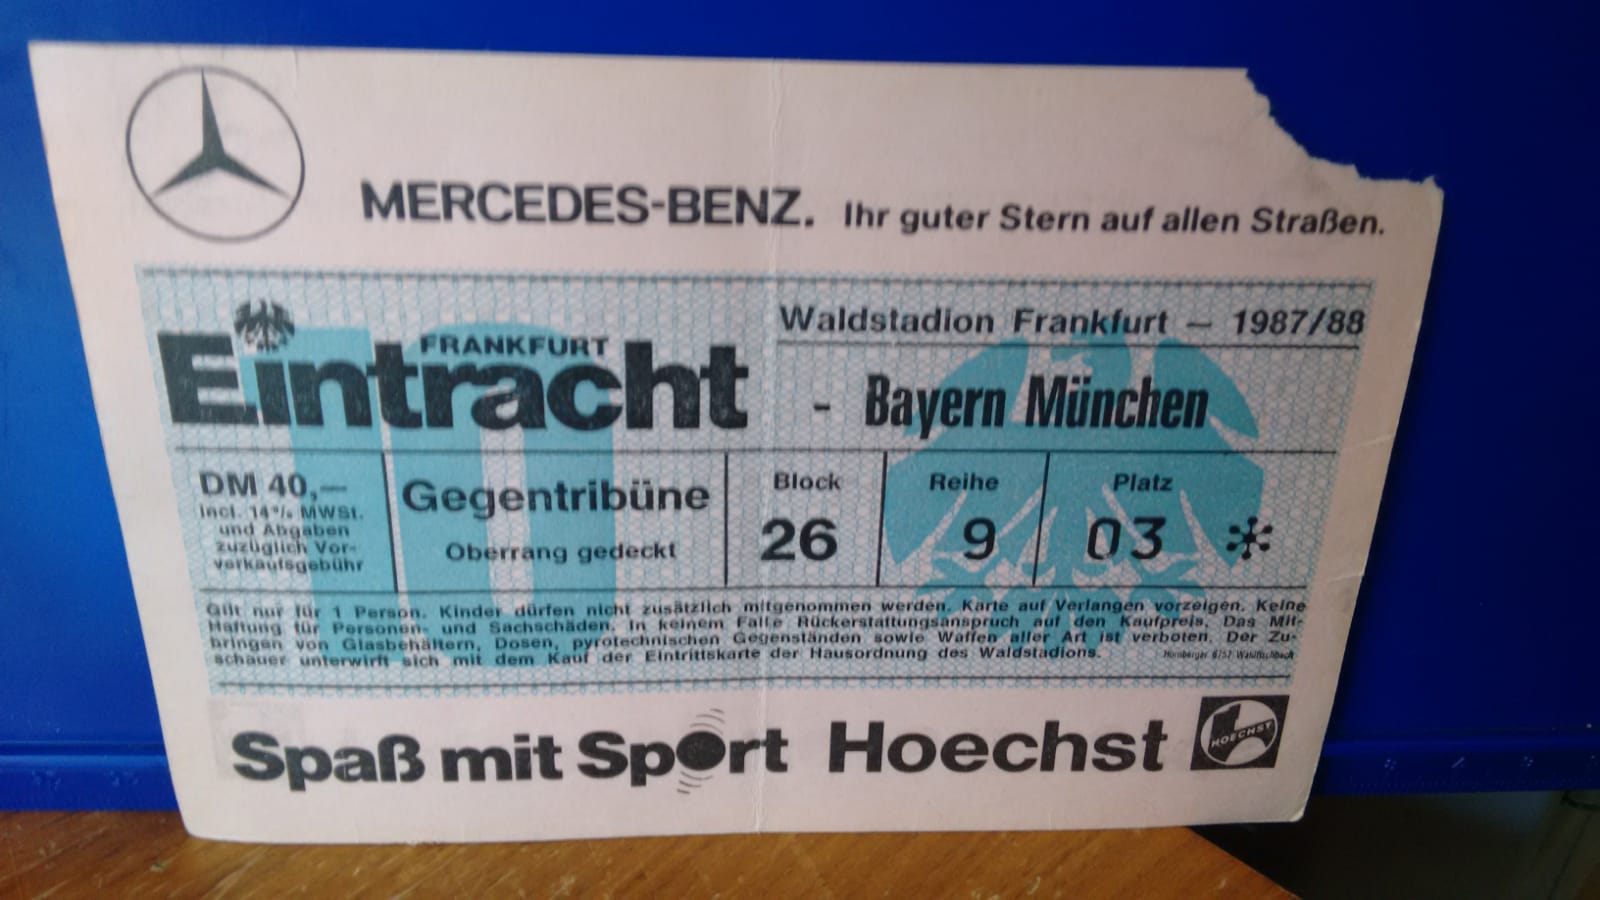 MERCEDES-BENZ. Ihr guter Stern auf allen Straßen.
Waldstadion Frankfurt – 1987/88
FRANKFURT
Eintracht - Bayern München
10
DM 40,—
incl. 14% MWSt.
und Abgaben
zuzüglich Vor-
verkaufsgebühr
Gegentribüne
Oberrang gedeckt
Block
26
Reihe
9
Platz
03
Gilt nur für 1 Person. Kinder dürfen nicht zusätzlich mitgenommen werden. Karte auf Verlangen vorzeigen. Keine
Haftung für Personen- und Sachschäden. In keinem Falle Rückerstattungsanspruch auf den Kaufpreis. Das Mit-
bringen von Glasbehältern, Dosen, pyrotechnischen Gegenständen sowie Waffen aller Art ist verboten. Der Zu-
schauer unterwirft sich mit dem Kauf der Eintrittskarte der Hausordnung des Waldstadions.
Hornberger 6757 Waldfischbach
Spaß mit Sport Hoechst
HOECHST